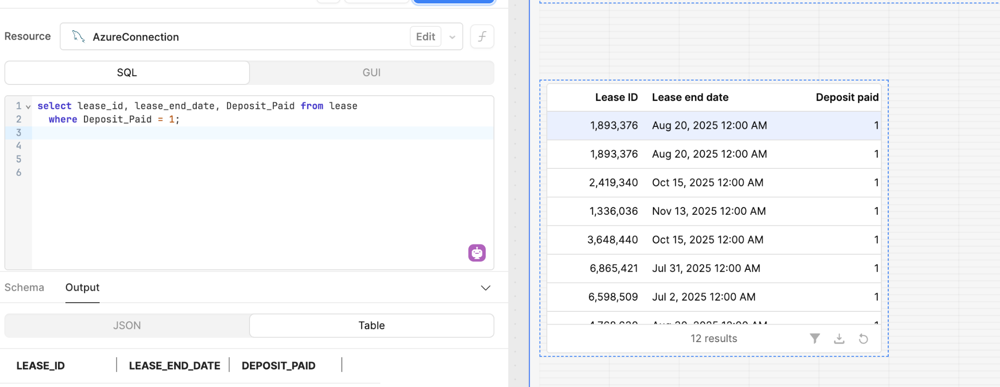 Resource
AzureConnection
Edit
SQL
GUI
1 select lease_id, lease_end_date, Deposit_Paid from lease
2 where Deposit_Paid = 1;
3
4
5
6
Schema
Output
JSON
Table
LEASE_ID LEASE_END_DATE DEPOSIT_PAID
Lease ID Lease end date Deposit paid
1,893,376 Aug 20, 2025 12:00 AM 1
1,893,376 Aug 20, 2025 12:00 AM 1
2,419,340 Oct 15, 2025 12:00 AM 1
1,336,036 Nov 13, 2025 12:00 AM 1
3,648,440 Oct 15, 2025 12:00 AM 1
6,865,421 Jul 31, 2025 12:00 AM 1
6,598,509 Jul 2, 2025 12:00 AM 1
12 results